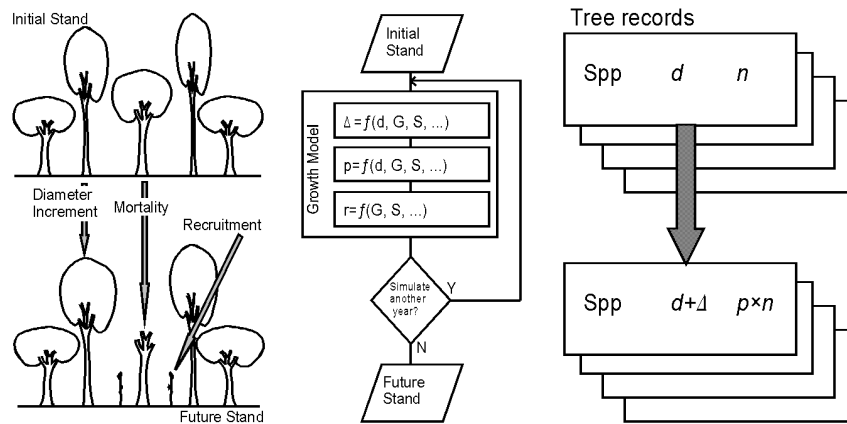 Initial Stand
Diameter
Increment
Mortality
Recruitment
Future Stand
Initial
Stand
Growth Model
Δ=f(d, G, S, ...)
p=f(d, G, S, ...)
r=f(G, S, ...)
Simulate
another
year?
Y
N
Future
Stand
Tree records
Spp d n
Spp d+Δ p×n